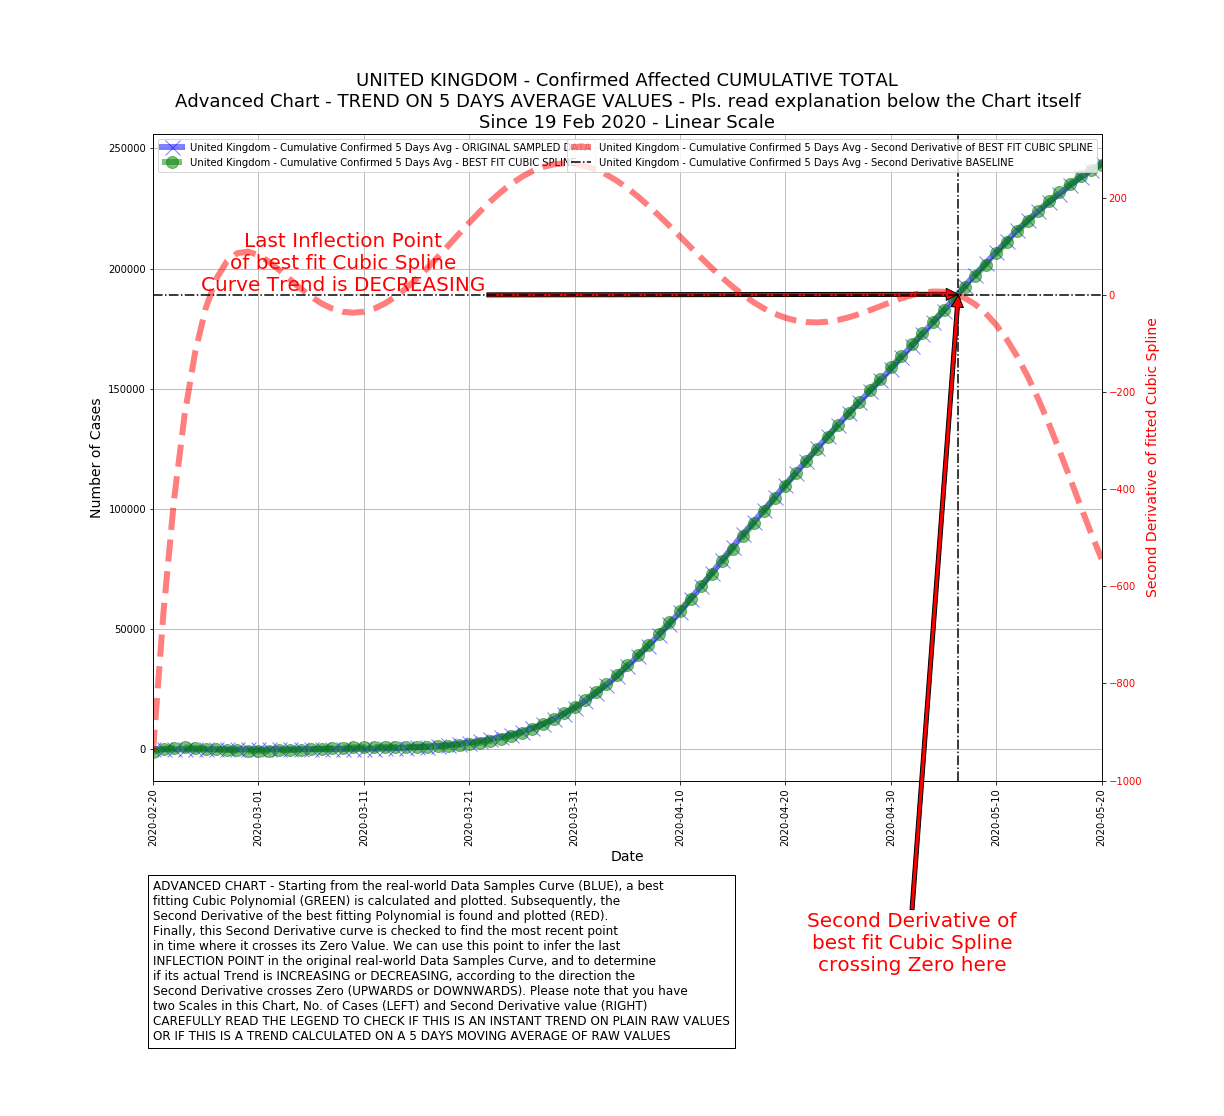 UNITED KINGDOM - Confirmed Affected CUMULATIVE TOTAL
Advanced Chart - TREND ON 5 DAYS AVERAGE VALUES - Pls. read explanation below the Chart itself
Since 19 Feb 2020 - Linear Scale
United Kingdom - Cumulative Confirmed 5 Days Avg - ORIGINAL SAMPLED DATA
United Kingdom - Cumulative Confirmed 5 Days Avg - BEST FIT CUBIC SPLINE
United Kingdom - Cumulative Confirmed 5 Days Avg - Second Derivative of BEST FIT CUBIC SPLINE
United Kingdom - Cumulative Confirmed 5 Days Avg - Second Derivative BASELINE
Last Inflection Point
of best fit Cubic Spline
Curve Trend is DECREASING
Number of Cases
250000
200000
150000
100000
50000
0
200
0
−200
−400
−600
−800
−1000
Second Derivative of fitted Cubic Spline
2020-02-20
2020-03-01
2020-03-11
2020-03-21
2020-03-31
2020-04-10
2020-04-20
2020-04-30
2020-05-10
2020-05-20
Date
ADVANCED CHART - Starting from the real-world Data Samples Curve (BLUE), a best
fitting Cubic Polynomial (GREEN) is calculated and plotted. Subsequently, the
Second Derivative of the best fitting Polynomial is found and plotted (RED).
Finally, this Second Derivative curve is checked to find the most recent point
in time where it crosses its Zero Value. We can use this point to infer the last
INFLECTION POINT in the original real-world Data Samples Curve, and to determine
if its actual Trend is INCREASING or DECREASING, according to the direction the
Second Derivative crosses Zero (UPWARDS or DOWNWARDS). Please note that you have
two Scales in this Chart, No. of Cases (LEFT) and Second Derivative value (RIGHT)
CAREFULLY READ THE LEGEND TO CHECK IF THIS IS AN INSTANT TREND ON PLAIN RAW VALUES
OR IF THIS IS A TREND CALCULATED ON A 5 DAYS MOVING AVERAGE OF RAW VALUES
Second Derivative of
best fit Cubic Spline
crossing Zero here